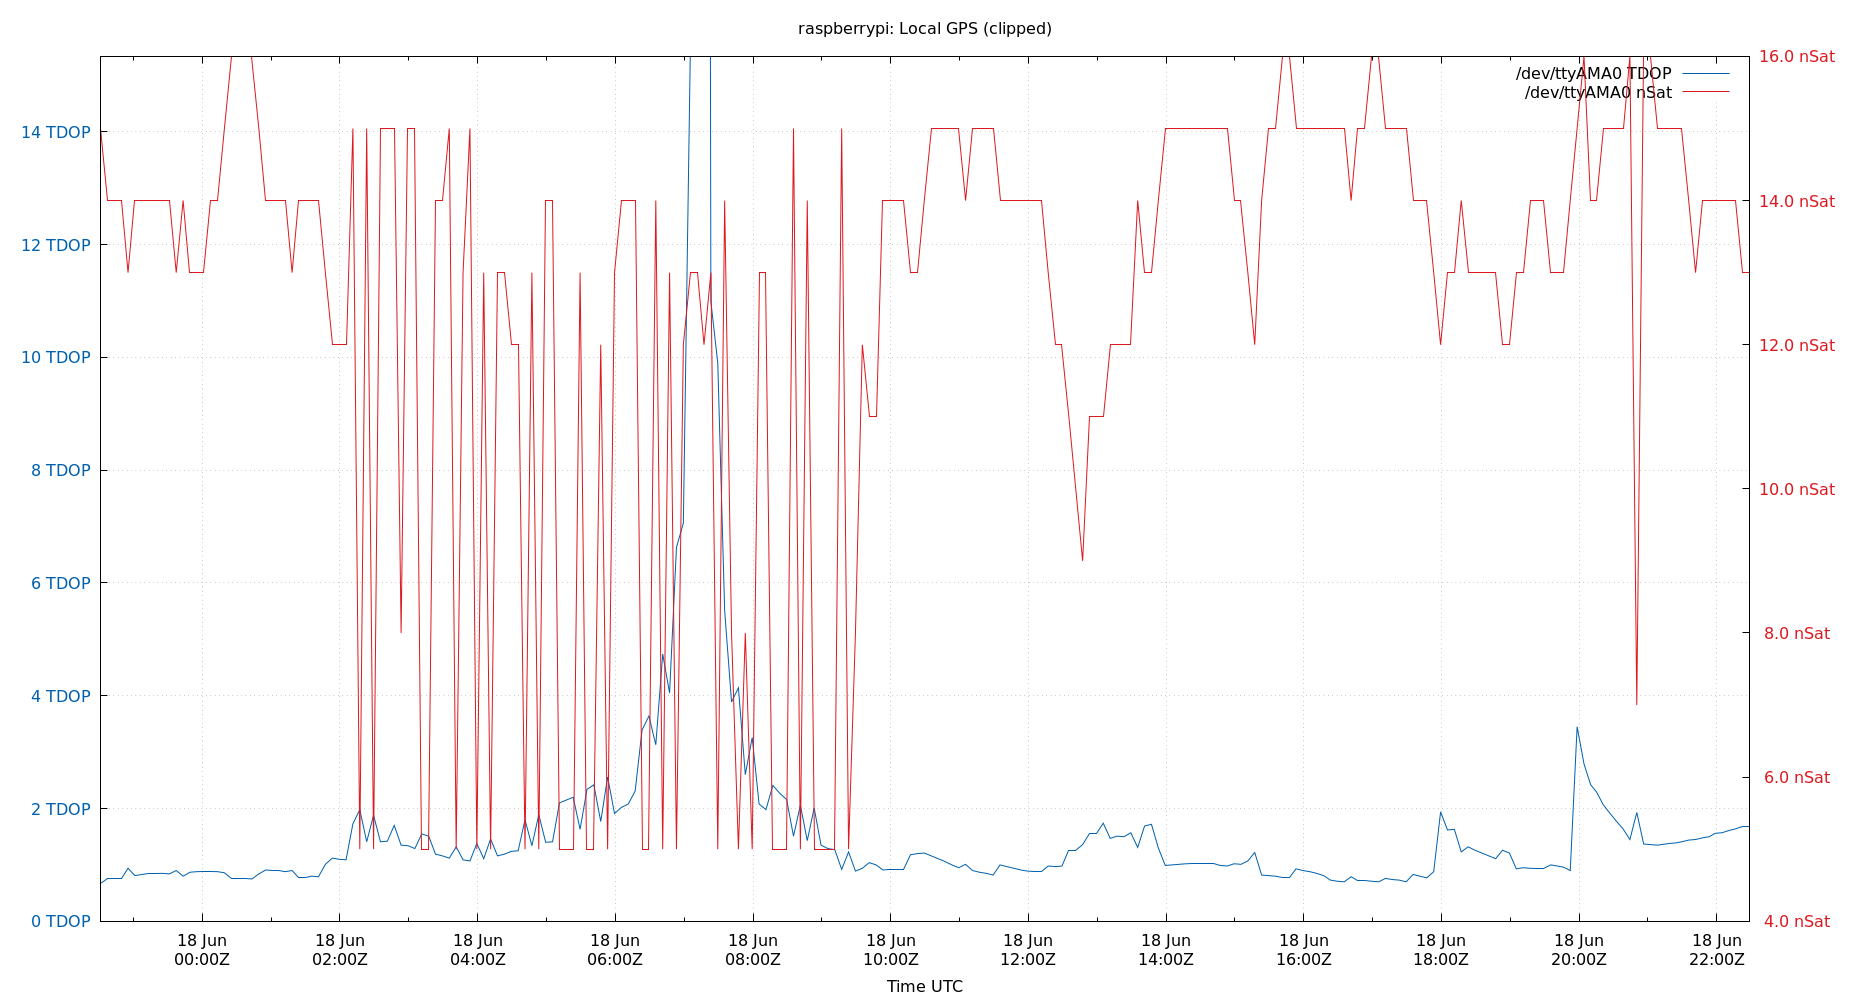 raspberrypi: Local GPS (clipped)
16.0 nSat
/dev/ttyAMA0 TDOP
/dev/ttyAMA0 nSat
14 TDOP
14.0 nSat
12 TDOP
12.0 nSat
10 TDOP
10.0 nSat
8 TDOP
8.0 nSat
6 TDOP
6.0 nSat
4 TDOP
2 TDOP
0 TDOP
4.0 nSat
18 Jun 18 Jun 18 Jun 18 Jun 18 Jun 18 Jun 18 Jun 18 Jun 18 Jun 18 Jun 18 Jun 18 Jun
00:00Z 02:00Z 04:00Z 06:00Z 08:00Z 10:00Z 12:00Z 14:00Z 16:00Z 18:00Z 20:00Z 22:00Z
Time UTC